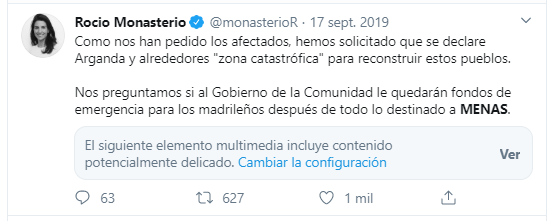 Rocio Monasterio @monasterioR · 17 sept. 2019
Como nos han pedido los afectados, hemos solicitado que se declare
Arganda y alrededores "zona catastrófica" para reconstruir estos pueblos.
Nos preguntamos si al Gobierno de la Comunidad le quedarán fondos de
emergencia para los madrileños después de todo lo destinado a MENAS.
El siguiente elemento multimedia incluye contenido
potencialmente delicado. Cambiar la configuración
Ver
63 627 1 mil